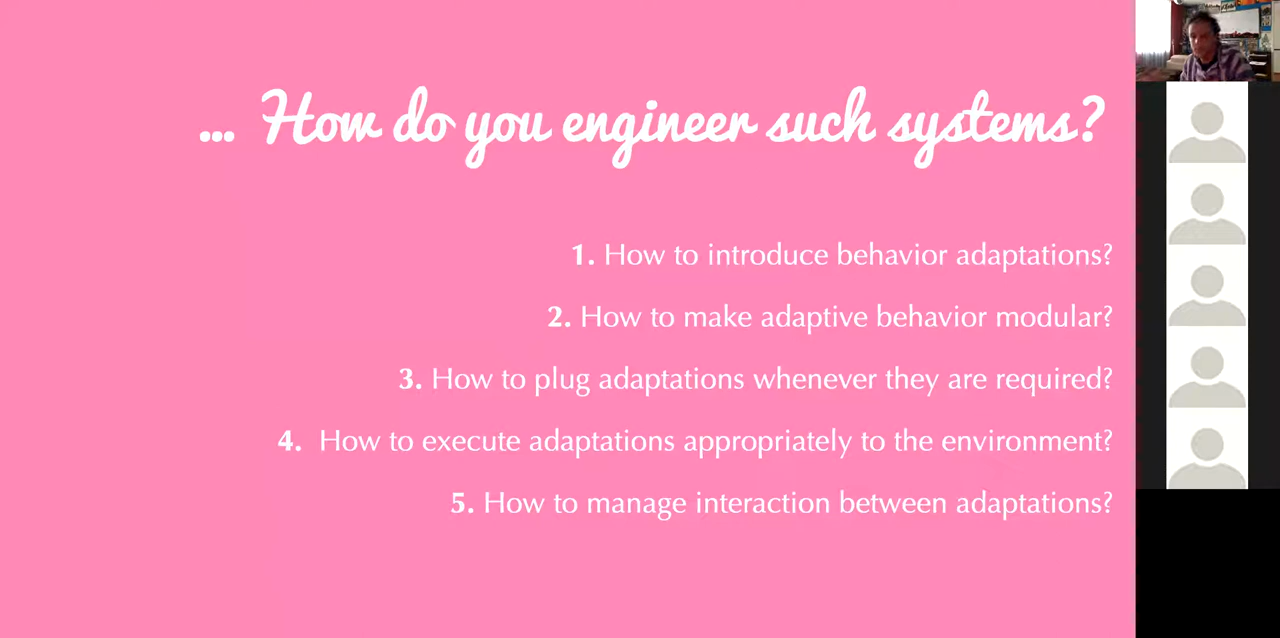 ... How do you engineer such systems?
1. How to introduce behavior adaptations?
2. How to make adaptive behavior modular?
3. How to plug adaptations whenever they are required?
4. How to execute adaptations appropriately to the environment?
5. How to manage interaction between adaptations?